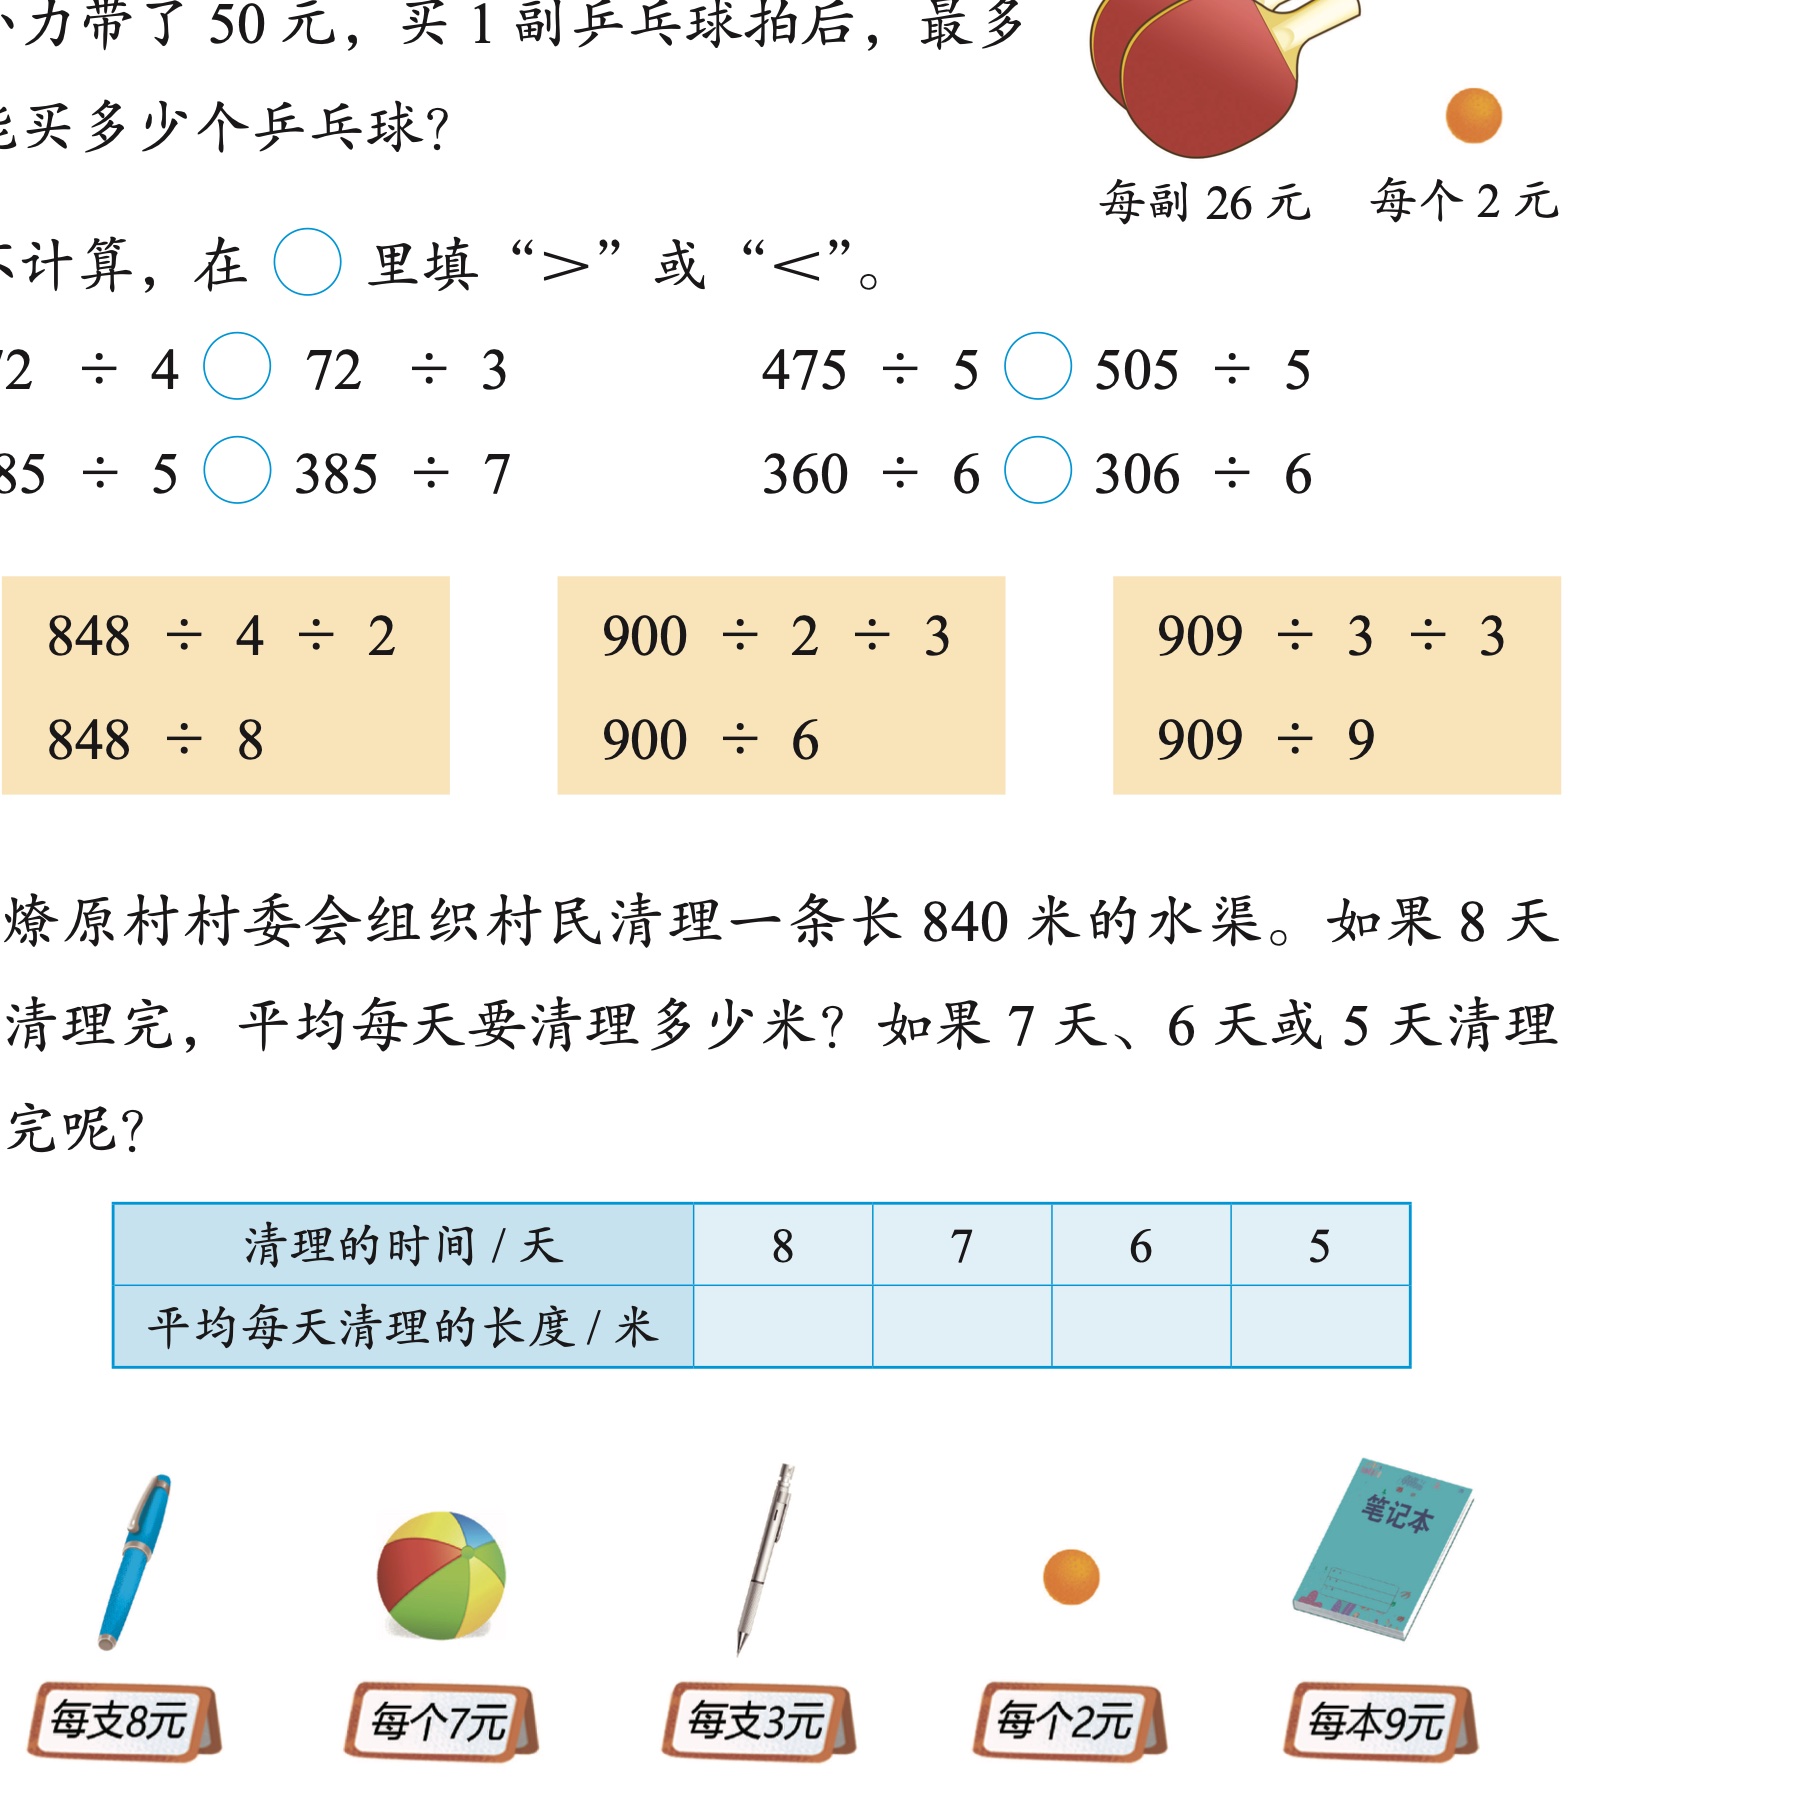 力带了 50 元，买 1 副乒乓球拍后，最多
买多少个乒乓球？
每副 26 元 每个 2 元
计算，在 ○ 里填“＞”或“＜”。
2 ÷ 4 ○ 72 ÷ 3 475 ÷ 5 ○ 505 ÷ 5
85 ÷ 5 ○ 385 ÷ 7 360 ÷ 6 ○ 306 ÷ 6
848 ÷ 4 ÷ 2 900 ÷ 2 ÷ 3 909 ÷ 3 ÷ 3
848 ÷ 8 900 ÷ 6 909 ÷ 9
燎原村村委会组织村民清理一条长 840 米的水渠。如果 8 天
清理完，平均每天要清理多少米？如果 7 天、6 天或 5 天清理
完呢？
清理的时间 / 天 8 7 6 5
平均每天清理的长度 / 米
笔记本
每支8元 每个7元 每支3元 每个2元 每本9元